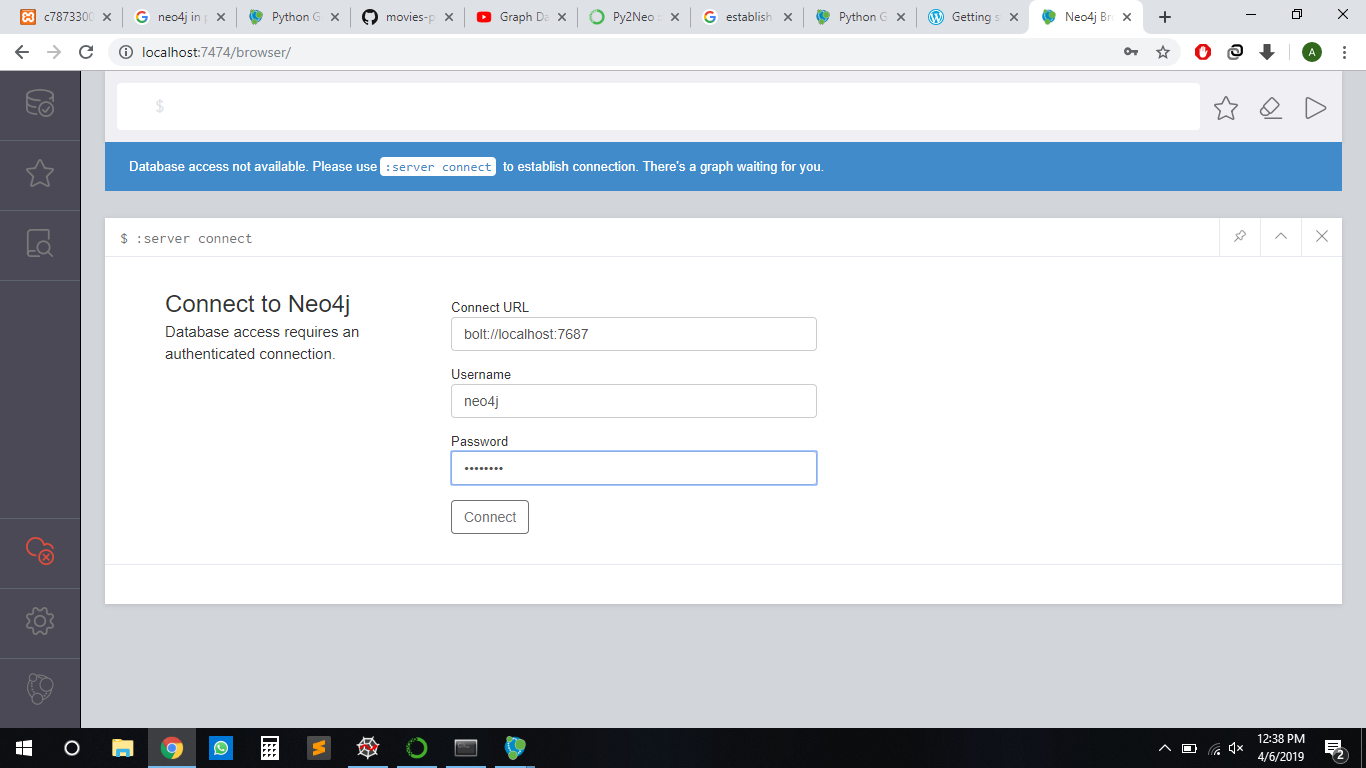 c7873300
neo4j in p
Python G
movies-p
Graph Da
Py2Neo
establish
Python G
Getting s
Neo4j Br
localhost:7474/browser/
A
$
Database access not available. Please use :server connect to establish connection. There's a graph waiting for you.
$ :server connect
Connect to Neo4j
Database access requires an
authenticated connection.
Connect URL
bolt://localhost:7687
Username
neo4j
Password
••••••••
Connect
12:38 PM
4/6/2019
2